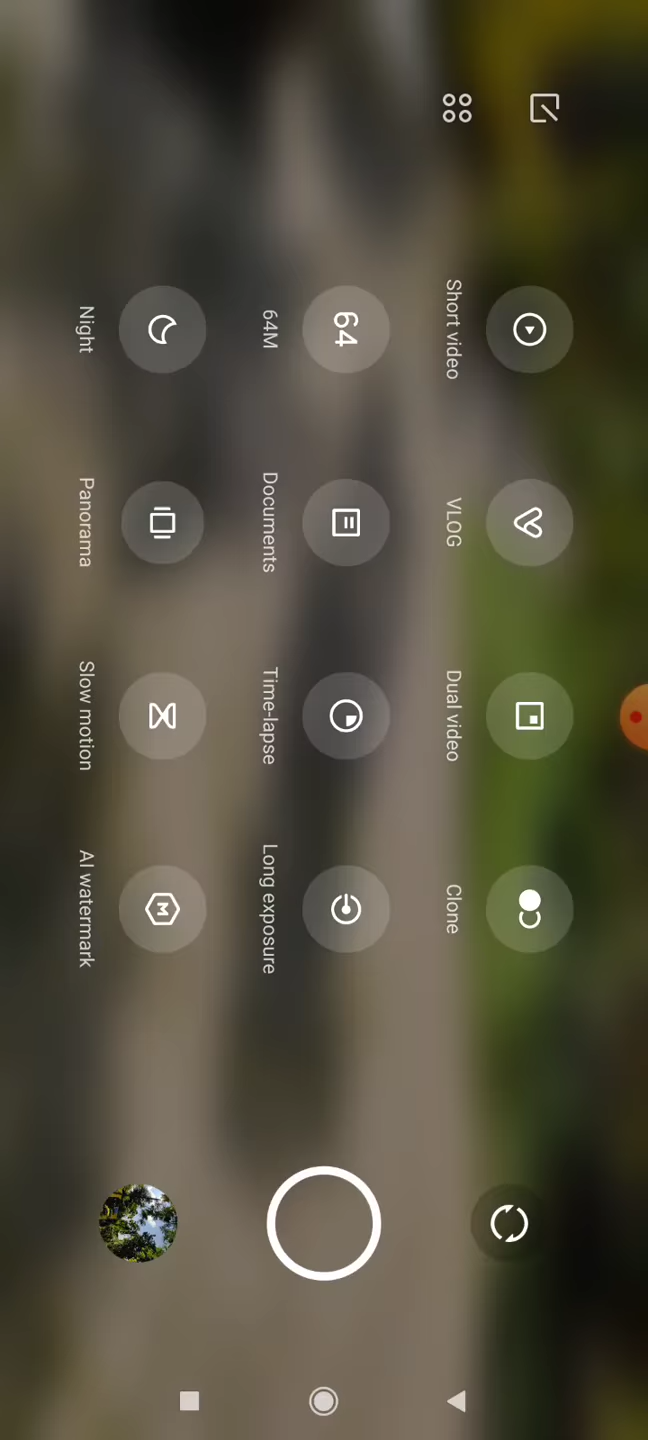 Short video
VLOG
Dual video
Clone
64
64M
Documents
Time-lapse
Long exposure
Night
Panorama
Slow motion
M
AI watermark